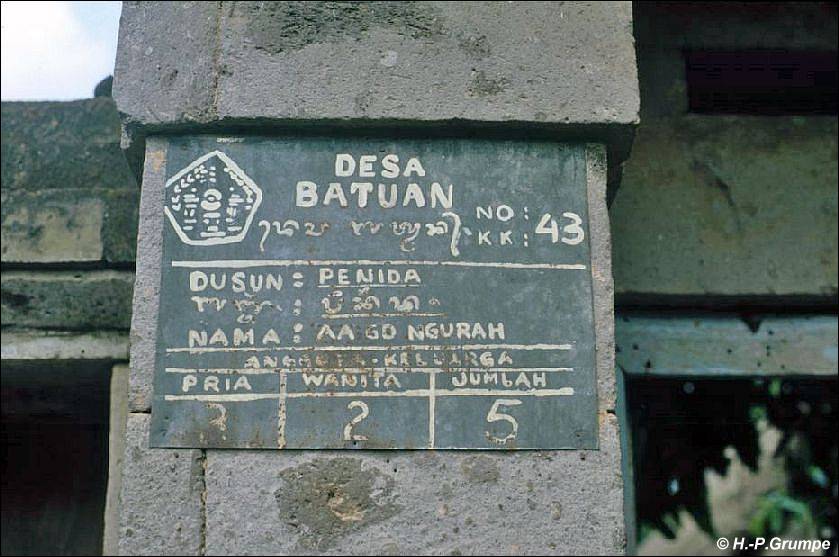 DESA
BATUAN
NO:
KK: 43
DUSUN: PENIDA
NAMA: AA GD NGURAH
ANGGOTA KELUARGA
PRIA WANITA JUMLAH
3 2 5
© H.-P.Grumpe